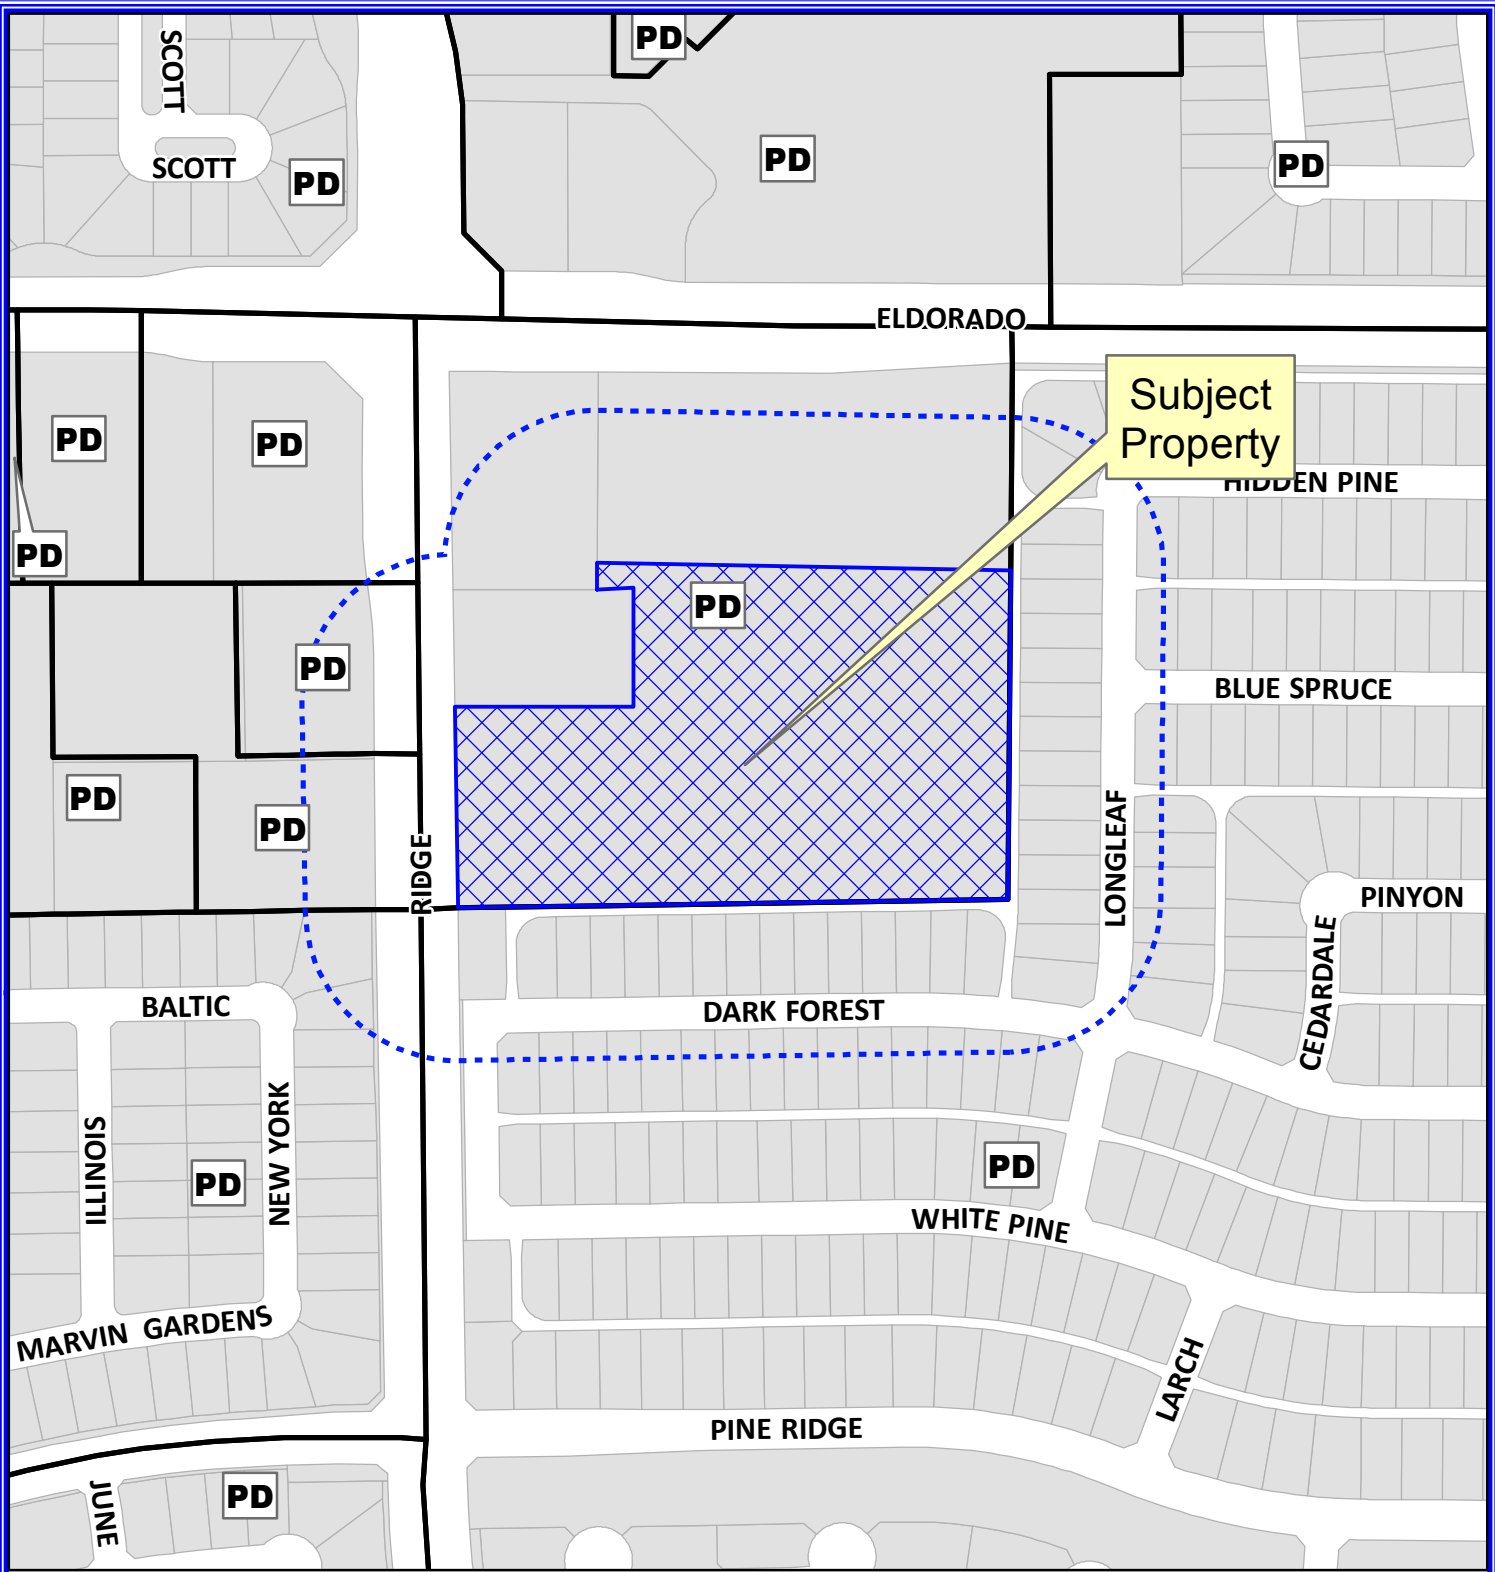 SCOTT
PD
SCOTT
PD
PD
PD
ELDORADO
Subject
Property
PD
PD
HIDDEN PINE
PD
PD
PD
BLUE SPRUCE
PD
PD
RIDGE
LONGLEAF
PINYON
CEDARDALE
BALTIC
DARK FOREST
ILLINOIS
NEW YORK
PD
PD
WHITE PINE
MARVIN GARDENS
LARCH
PINE RIDGE
JUNE
PD